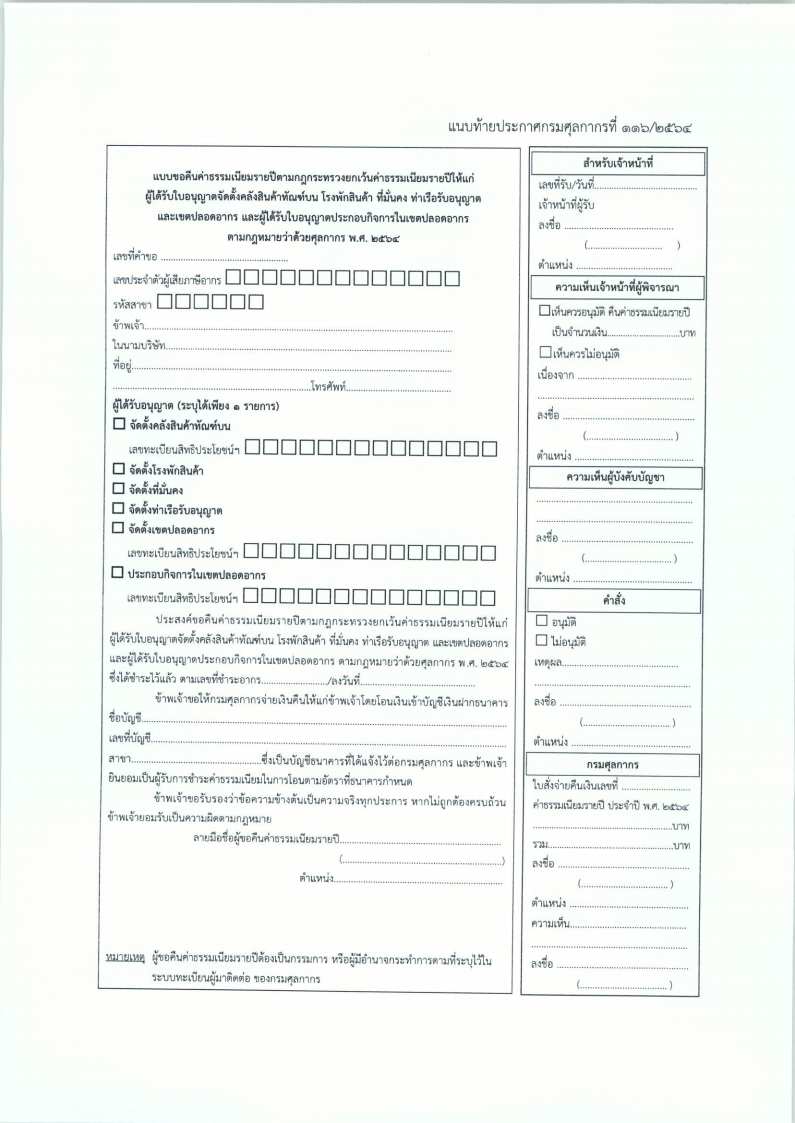 แนบท้ายประกาศกรมศุลกากรที่ ๑๑๖/๒๕๖๔
แบบขอคืนค่าธรรมเนียมรายปีตามกฎกระทรวงยกเว้นค่าธรรมเนียมรายปีให้แก่
ผู้ได้รับใบอนุญาตจัดตั้งคลังสินค้าทัณฑ์บน โรงพักสินค้า ที่มั่นคง ท่าเรือรับอนุญาต
และเขตปลอดอากร และผู้ได้รับใบอนุญาตประกอบกิจการในเขตปลอดอากร
ตามกฎหมายว่าด้วยศุลกากร พ.ศ. ๒๕๖๔
เลขที่คำขอ ........................................
เลขประจำตัวผู้เสียภาษีอากร □□□□□□□□□□□□□
รหัสสาขา □□□□□□
ข้าพเจ้า........................................
ในนามบริษัท........................................
ที่อยู่........................................
........................................โทรศัพท์........................................
ผู้ได้รับอนุญาต (ระบุได้เพียง ๑ รายการ)
□ จัดตั้งคลังสินค้าทัณฑ์บน
เลขทะเบียนสิทธิประโยชน์ฯ □□□□□□□□□□□□□□
□ จัดตั้งโรงพักสินค้า
□ จัดตั้งที่มั่นคง
□ จัดตั้งท่าเรือรับอนุญาต
□ จัดตั้งเขตปลอดอากร
เลขทะเบียนสิทธิประโยชน์ฯ □□□□□□□□□□□□□□
□ ประกอบกิจการในเขตปลอดอากร
เลขทะเบียนสิทธิประโยชน์ฯ □□□□□□□□□□□□□□
ประสงค์ขอคืนค่าธรรมเนียมรายปีตามกฎกระทรวงยกเว้นค่าธรรมเนียมรายปีให้แก่
ผู้ได้รับใบอนุญาตจัดตั้งคลังสินค้าทัณฑ์บน โรงพักสินค้า ที่มั่นคง ท่าเรือรับอนุญาต และเขตปลอดอากร
และผู้ได้รับใบอนุญาตประกอบกิจการในเขตปลอดอากร ตามกฎหมายว่าด้วยศุลกากร พ.ศ. ๒๕๖๔
ซึ่งได้ชำระไว้แล้ว ตามเลขที่ชำระอากร..................../ลงวันที่....................
ข้าพเจ้าขอให้กรมศุลกากรจ่ายเงินคืนให้แก่ข้าพเจ้าโดยโอนเงินเข้าบัญชีเงินฝากธนาคาร
ชื่อบัญชี........................................
เลขที่บัญชี........................................
สาขา........................................ซึ่งเป็นบัญชีธนาคารที่ได้แจ้งไว้ต่อกรมศุลกากร และข้าพเจ้า
ยินยอมเป็นผู้รับการชำระค่าธรรมเนียมในการโอนตามอัตราที่ธนาคารกำหนด
ข้าพเจ้าขอรับรองว่าข้อความข้างต้นเป็นความจริงทุกประการ หากไม่ถูกต้องครบถ้วน
ข้าพเจ้ายอมรับเป็นความผิดตามกฎหมาย
ลายมือชื่อผู้ขอคืนค่าธรรมเนียมรายปี........................................
(........................................)
ตำแหน่ง........................................
หมายเหตุ ผู้ขอคืนค่าธรรมเนียมรายปีต้องเป็นกรรมการ หรือผู้มีอำนาจกระทำการตามที่ระบุไว้ใน
ระบบทะเบียนผู้มาติดต่อ ของกรมศุลกากร
สำหรับเจ้าหน้าที่
เลขที่รับ/วันที่..............................
เจ้าหน้าที่ผู้รับ
ลงชื่อ ..............................
(..............................)
ตำแหน่ง ..............................
ความเห็นเจ้าหน้าที่ผู้พิจารณา
□เห็นควรอนุมัติ คืนค่าธรรมเนียมรายปี
เป็นจำนวนเงิน....................บาท
□เห็นควรไม่อนุมัติ
เนื่องจาก ..............................
........................................
ลงชื่อ ..............................
(..............................)
ตำแหน่ง ..............................
ความเห็นผู้บังคับบัญชา
........................................
........................................
ลงชื่อ ..............................
(..............................)
ตำแหน่ง ..............................
คำสั่ง
□ อนุมัติ
□ ไม่อนุมัติ
เหตุผล..............................
........................................
ลงชื่อ ..............................
(..............................)
ตำแหน่ง ..............................
กรมศุลกากร
ใบสั่งจ่ายคืนเงินเลขที่ ....................
ค่าธรรมเนียมรายปี ประจำปี พ.ศ. ๒๕๖๔
........................................บาท
รวม........................................บาท
ลงชื่อ ..............................
(..............................)
ตำแหน่ง ..............................
ความเห็น..............................
........................................
ลงชื่อ ..............................
(..............................)